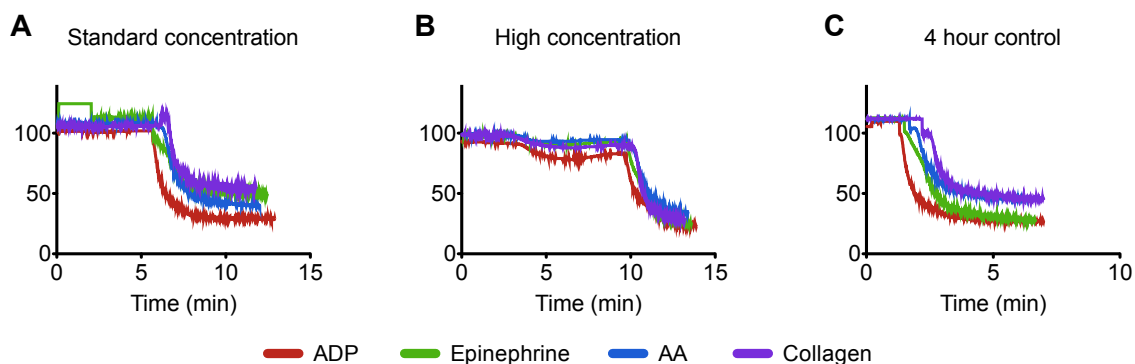 A Standard concentration
100
50
0
0 5 10 15
Time (min)
B High concentration
100
50
0
0 5 10 15
Time (min)
C 4 hour control
100
50
0
0 5 10
Time (min)
ADP Epinephrine AA Collagen